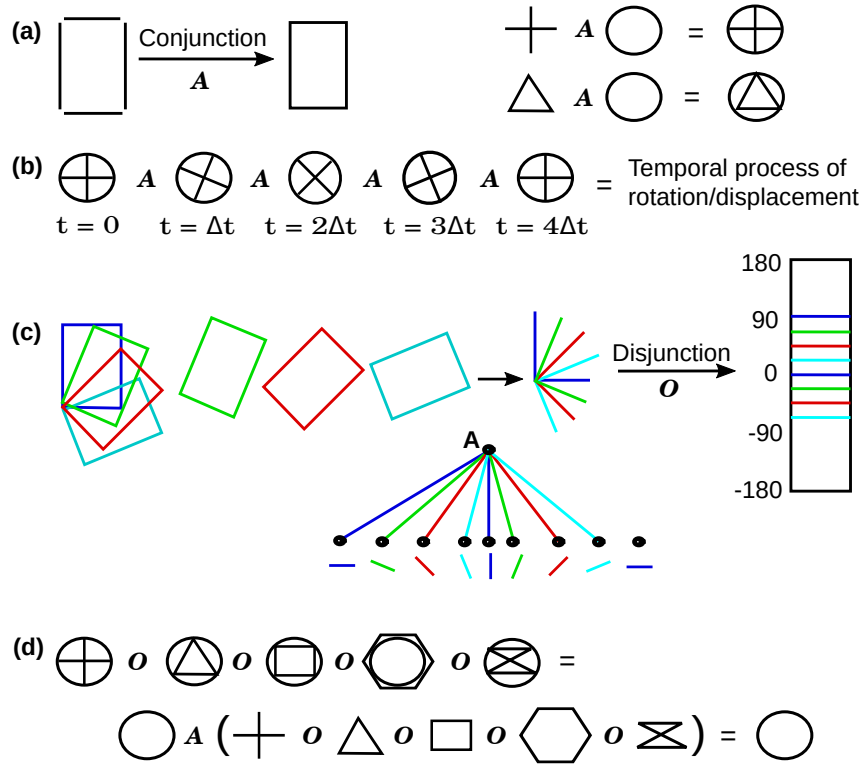 (a)
Conjunction
A
A =
A =
(b)
A A A A = Temporal process of
rotation/displacement
t = 0 t = Δt t = 2Δt t = 3Δt t = 4Δt
(c)
Disjunction
O
180
90
0
-90
-180
A
(d)
O O O O =
A ( O O O O ) =